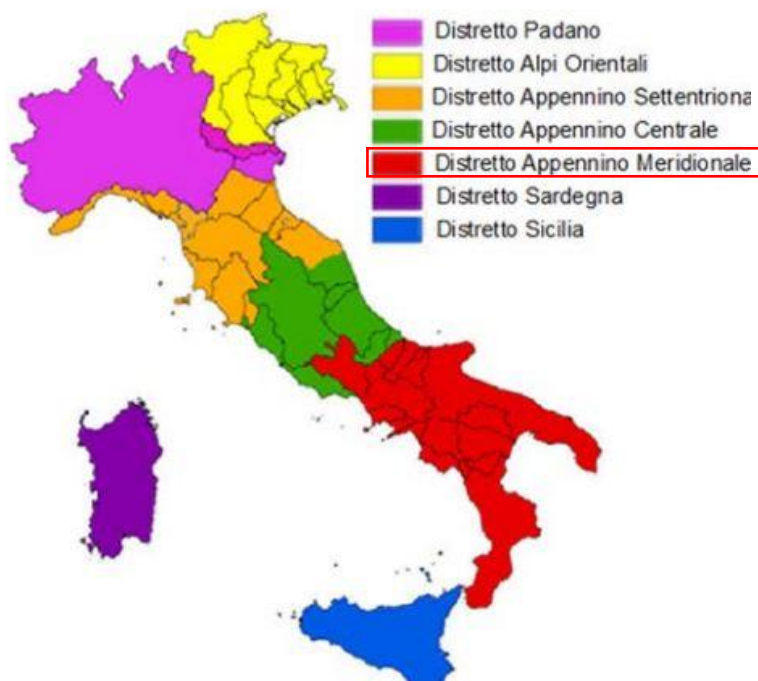 Distretto Padano
Distretto Alpi Orientali
Distretto Appennino Settentriona
Distretto Appennino Centrale
Distretto Appennino Meridionale
Distretto Sardegna
Distretto Sicilia